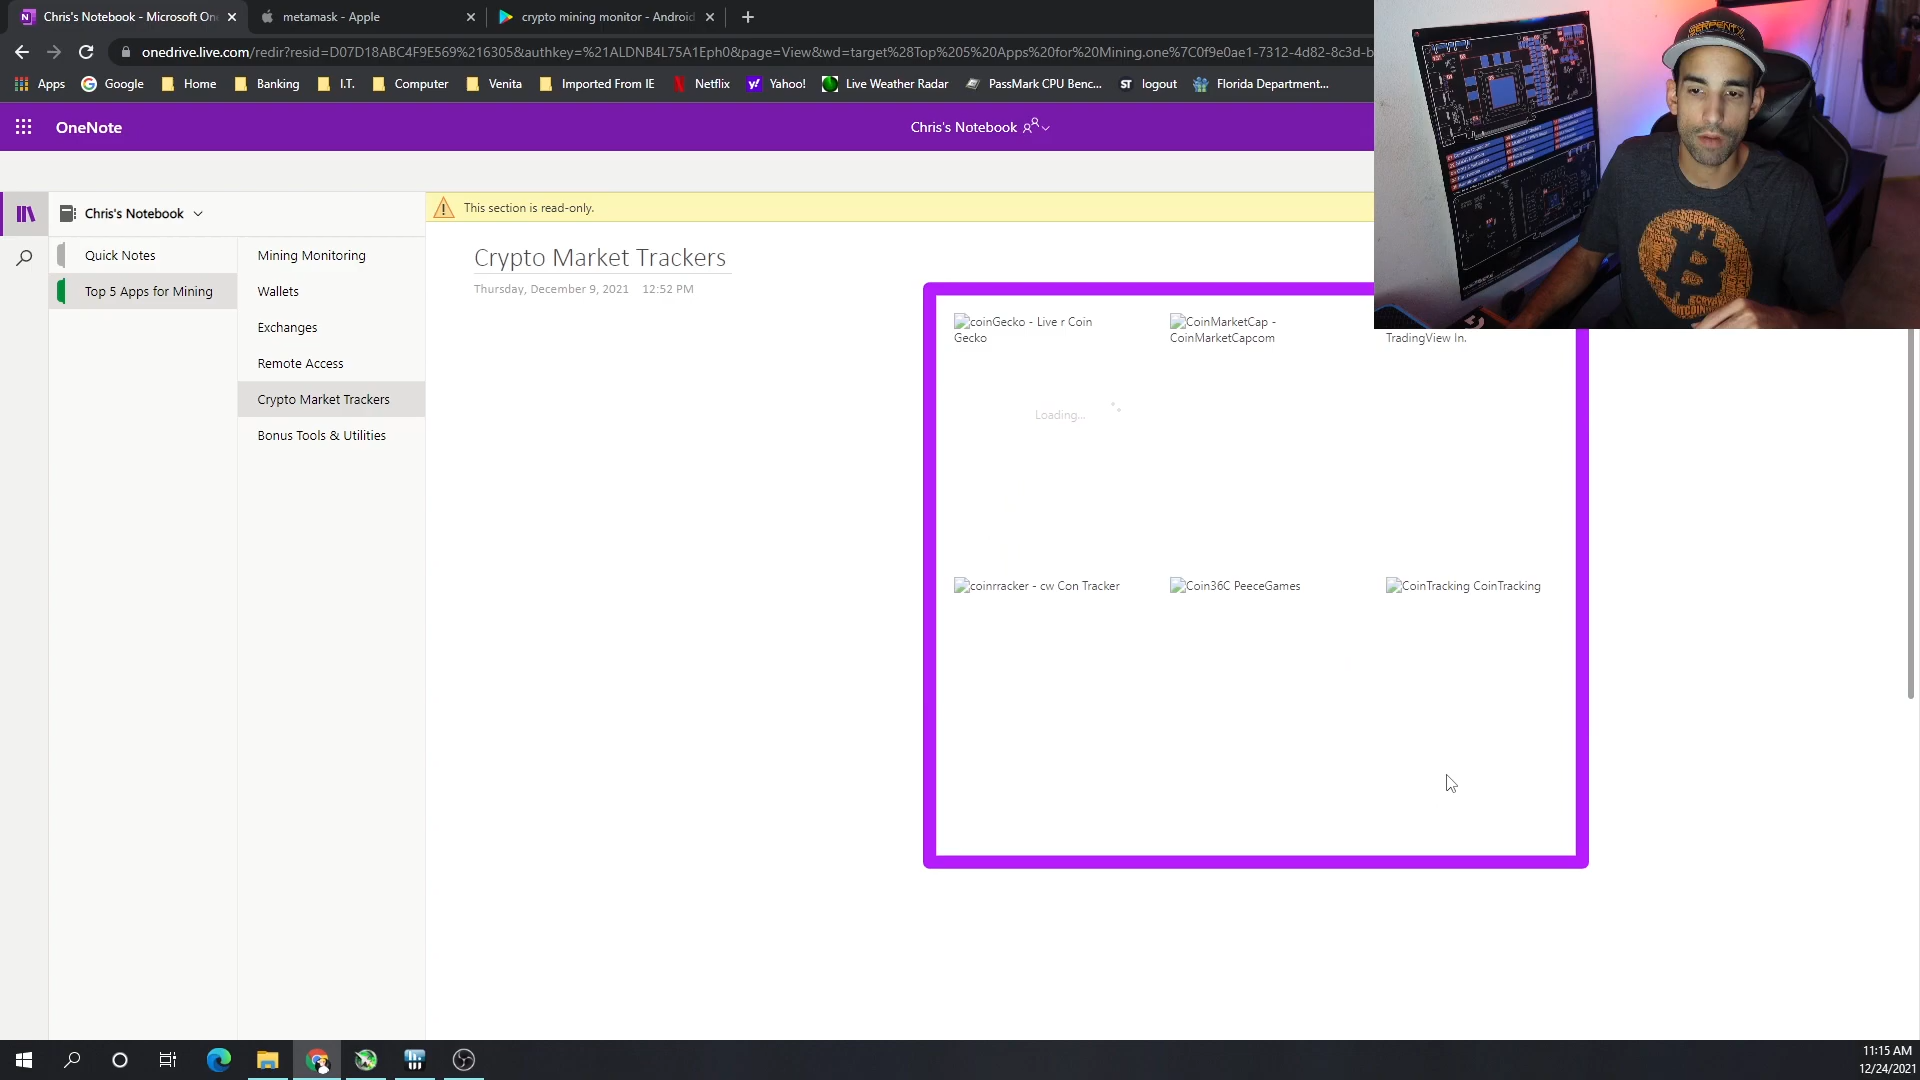 Chris's Notebook - Microsoft On
metamask - Apple
crypto mining monitor - Android
onedrive.live.com/redir?resid=D07D18ABC4F9E569%216305&authkey=%21ALDNB4L75A1Eph0&page=View&wd=target%28Top%205%20Apps%20for%20Mining.one%7C0f9e0ae1-7312-4d82-8c3d-b
Apps
Google
Home
Banking
I.T.
Computer
Venita
Imported From IE
Netflix
Yahoo!
Live Weather Radar
PassMark CPU Benc...
ST logout
Florida Department...
OneNote
Chris's Notebook
Chris's Notebook
This section is read-only.
Quick Notes
Top 5 Apps for Mining
Mining Monitoring
Wallets
Exchanges
Remote Access
Crypto Market Trackers
Bonus Tools & Utilities
Crypto Market Trackers
Thursday, December 9, 2021 12:52 PM
coinGecko - Live r Coin
Gecko
CoinMarketCap -
CoinMarketCapcom
TradingView In.
Loading...
coinrracker - cw Con Tracker
Coin36C PeeceGames
CoinTracking CoinTracking
11:15 AM
12/24/2021